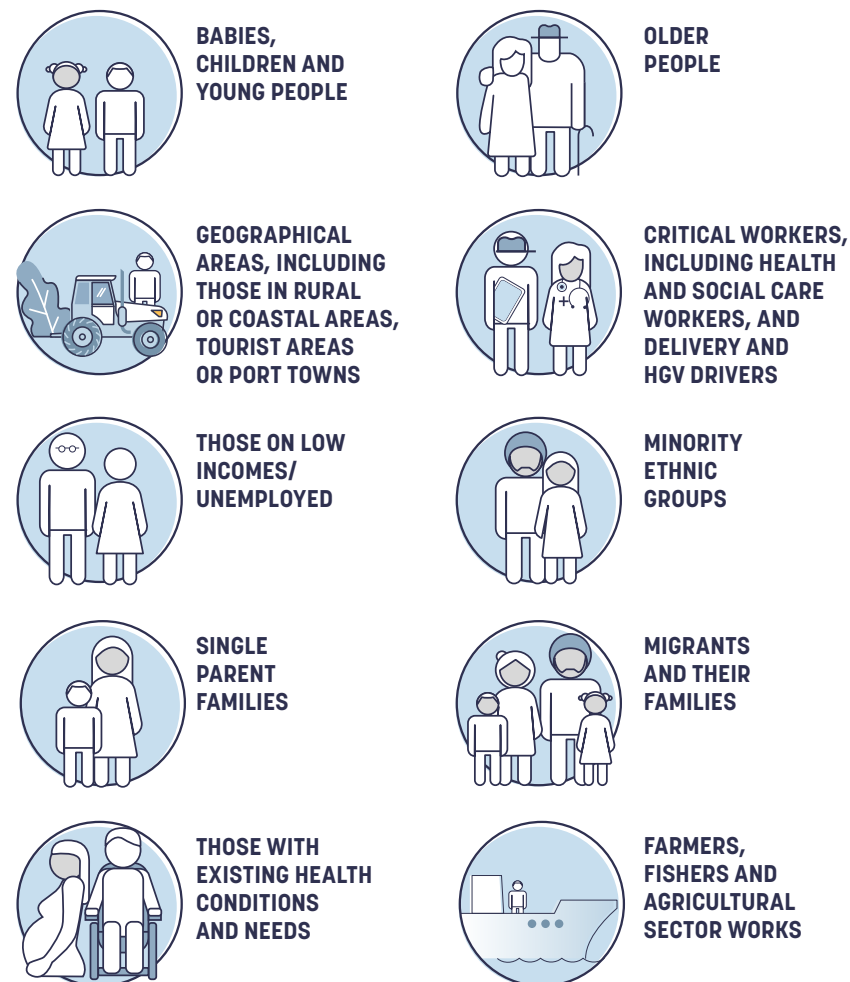 BABIES,
CHILDREN AND
YOUNG PEOPLE
OLDER
PEOPLE
GEOGRAPHICAL
AREAS, INCLUDING
THOSE IN RURAL
OR COASTAL AREAS,
TOURIST AREAS
OR PORT TOWNS
CRITICAL WORKERS,
INCLUDING HEALTH
AND SOCIAL CARE
WORKERS, AND
DELIVERY AND
HGV DRIVERS
THOSE ON LOW
INCOMES/
UNEMPLOYED
MINORITY
ETHNIC
GROUPS
SINGLE
PARENT
FAMILIES
MIGRANTS
AND THEIR
FAMILIES
THOSE WITH
EXISTING HEALTH
CONDITIONS
AND NEEDS
FARMERS,
FISHERS AND
AGRICULTURAL
SECTOR WORKS